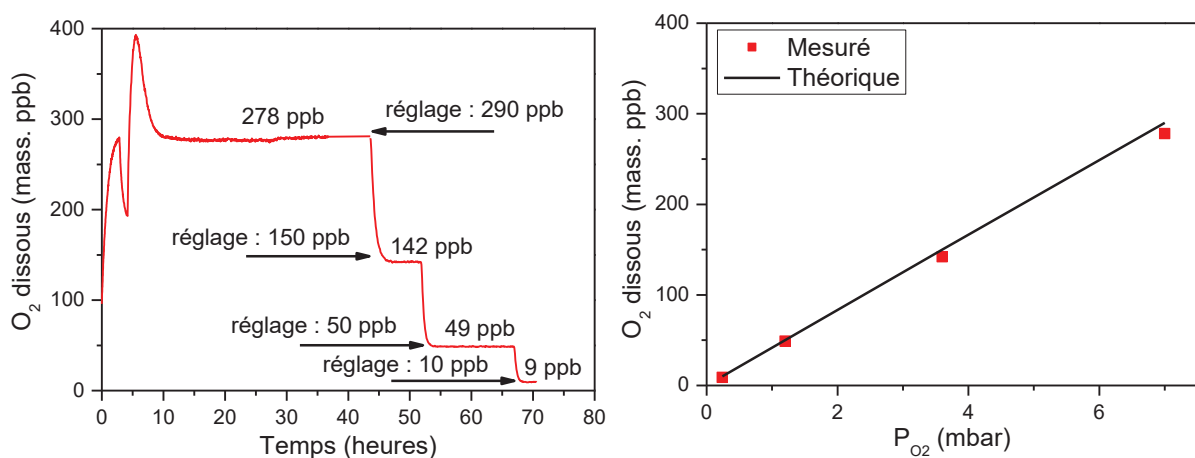 400
300
200
100
0
O2 dissous (mass. ppb)
278 ppb
réglage : 290 ppb
réglage : 150 ppb
142 ppb
réglage : 50 ppb
49 ppb
réglage : 10 ppb
9 ppb
0 10 20 30 40 50 60 70 80
Temps (heures)
400
300
200
100
0
O2 dissous (mass. ppb)
Mesuré
Théorique
0 2 4 6
PO2 (mbar)